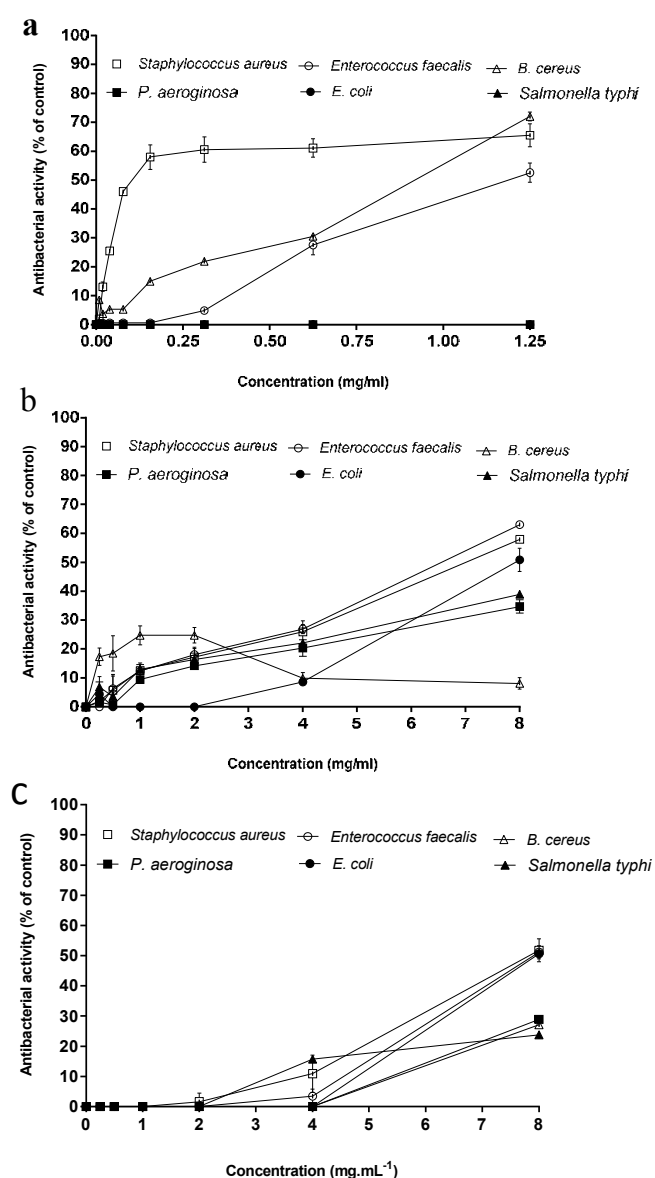 a
100
90
80
70
60
50
40
30
20
10
0
Antibacterial activity (% of control)
Staphylococcus aureus Enterococcus faecalis B. cereus
P. aeroginosa E. coli Salmonella typhi
0.00 0.25 0.50 0.75 1.00 1.25
Concentration (mg/ml)
b
100
90
80
70
60
50
40
30
20
10
0
Antibacterial activity (% of control)
Staphylococcus aureus Enterococcus faecalis B. cereus
P. aeroginosa E. coli Salmonella typhi
0 1 2 3 4 5 6 7 8
Concentration (mg/ml)
c
100
90
80
70
60
50
40
30
20
10
0
Antibacterial activity (% of control)
Staphylococcus aureus Enterococcus faecalis B. cereus
P. aeroginosa E. coli Salmonella typhi
0 1 2 3 4 5 6 7 8
Concentration (mg.mL⁻¹)